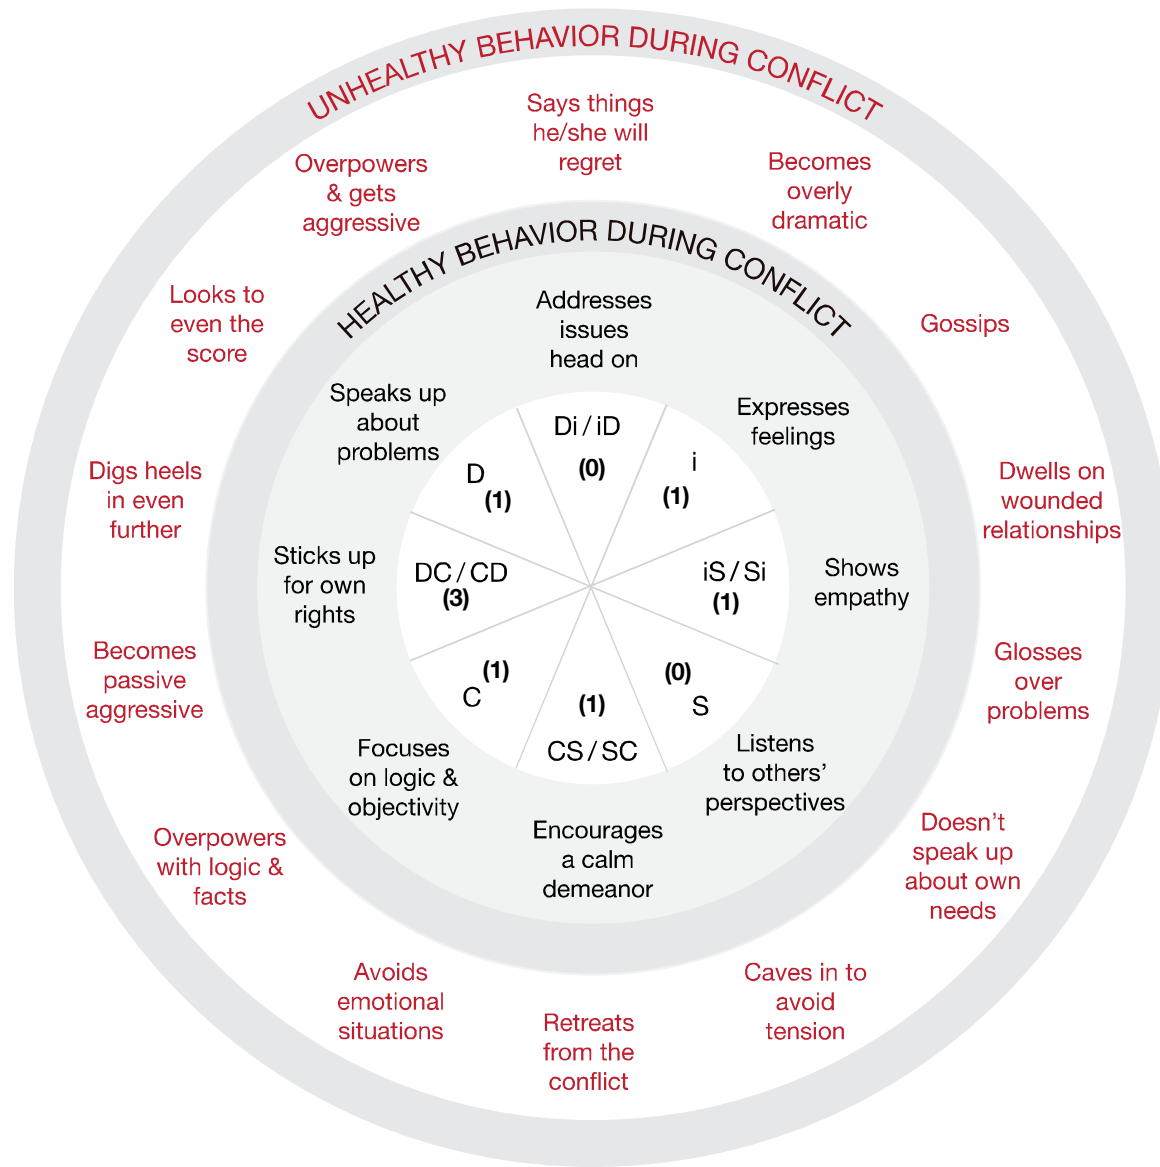 UNHEALTHY BEHAVIOR DURING CONFLICT
Says things
he/she will
regret
Becomes
overly
dramatic
Gossips
Dwells on
wounded
relationships
Glosses
over
problems
Doesn’t
speak up
about own
needs
Caves in to
avoid
tension
Retreats
from the
conflict
Avoids
emotional
situations
Overpowers
with logic &
facts
Becomes
passive
aggressive
Digs heels
in even
further
Looks to
even the
score
Overpowers
& gets
aggressive
HEALTHY BEHAVIOR DURING CONFLICT
Addresses
issues
head on
Expresses
feelings
Shows
empathy
Listens
to others’
perspectives
Encourages
a calm
demeanor
Focuses
on logic &
objectivity
Sticks up
for own
rights
Speaks up
about
problems
Di / iD
(0)
i
(1)
iS / Si
(1)
(0)
S
(1)
CS / SC
(1)
C
DC / CD
(3)
D
(1)